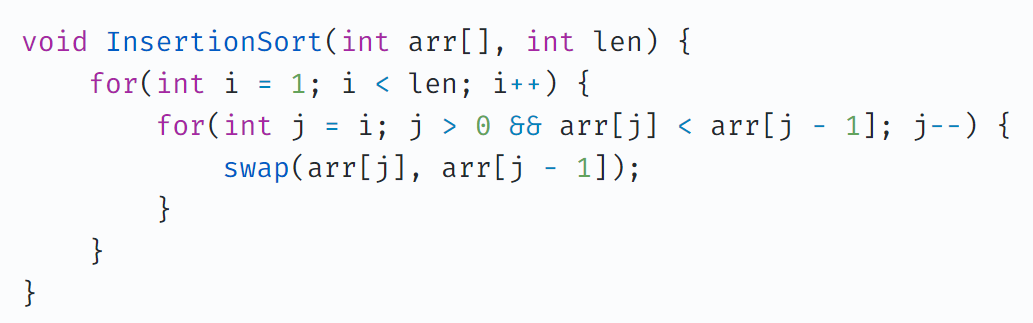 void InsertionSort(int arr[], int len) {
    for(int i = 1; i < len; i++) {
        for(int j = i; j > 0 && arr[j] < arr[j - 1]; j--) {
            swap(arr[j], arr[j - 1]);
        }
    }
}